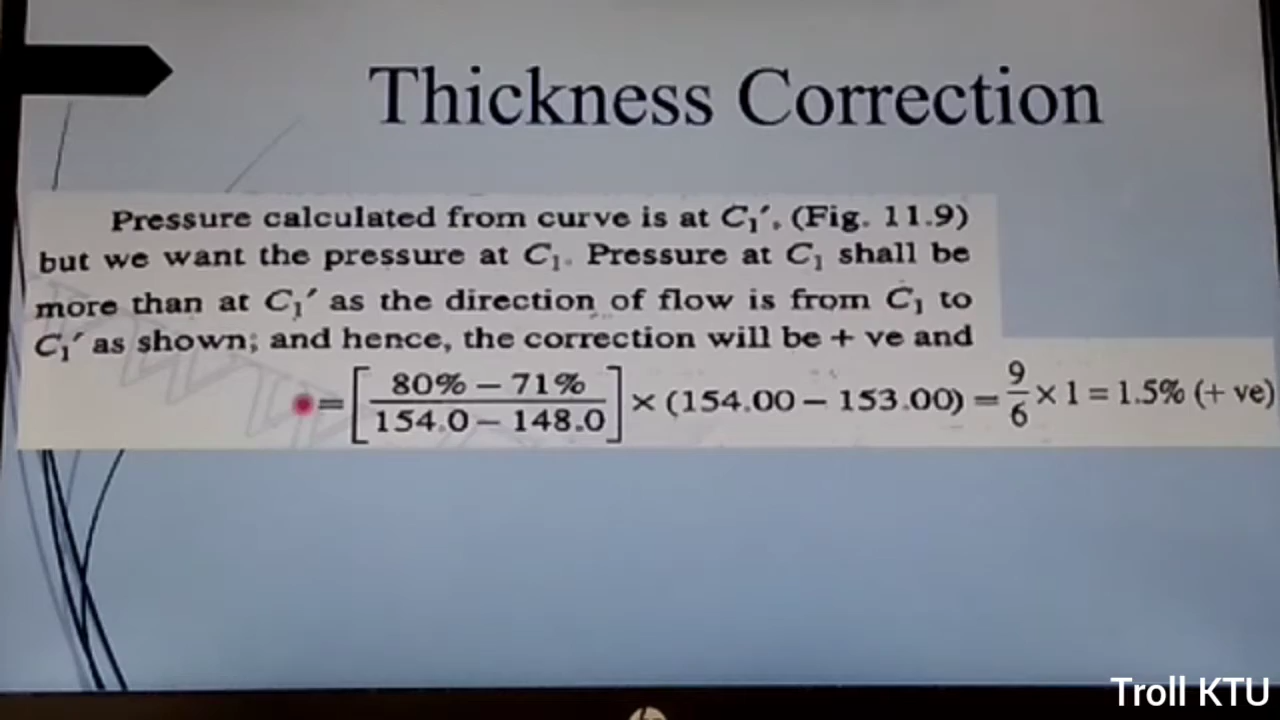 Thickness Correction
Pressure calculated from curve is at C₁′, (Fig. 11.9)
but we want the pressure at C₁. Pressure at C₁ shall be
more than at C₁′ as the direction of flow is from C₁ to
C₁′ as shown; and hence, the correction will be + ve and
= [ (80% − 71%) / (154.0 − 148.0) ] × (154.00 − 153.00) = 9/6 × 1 = 1.5% (+ ve)
Troll KTU